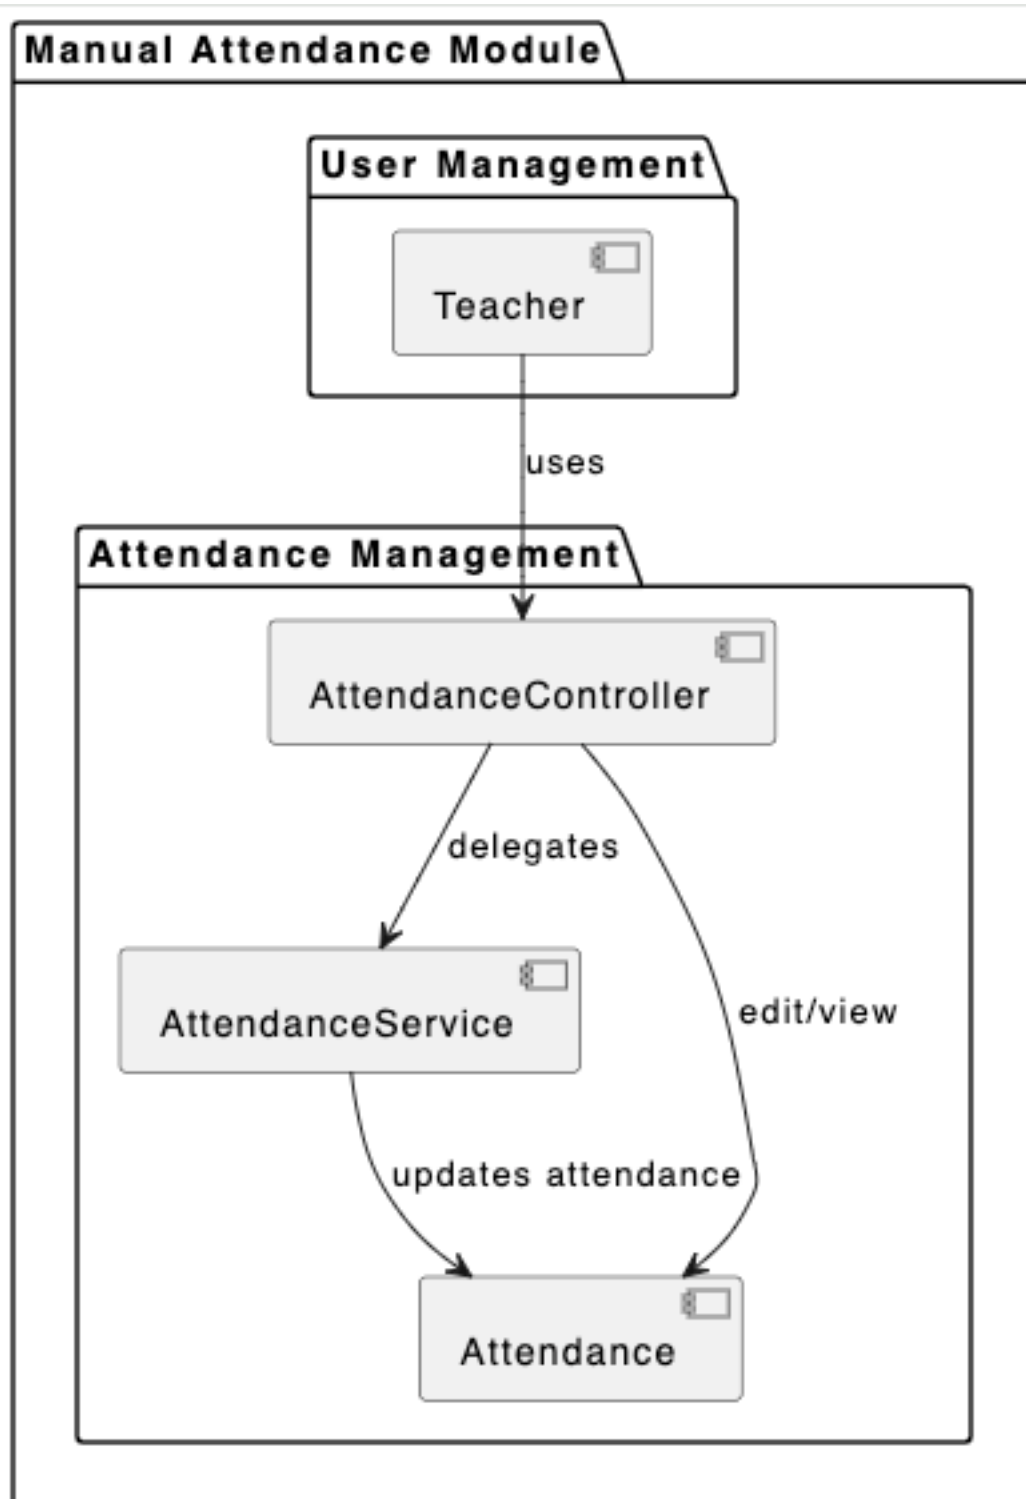 Manual Attendance Module
User Management
Teacher
uses
Attendance Management
AttendanceController
delegates
AttendanceService
edit/view
updates attendance
Attendance